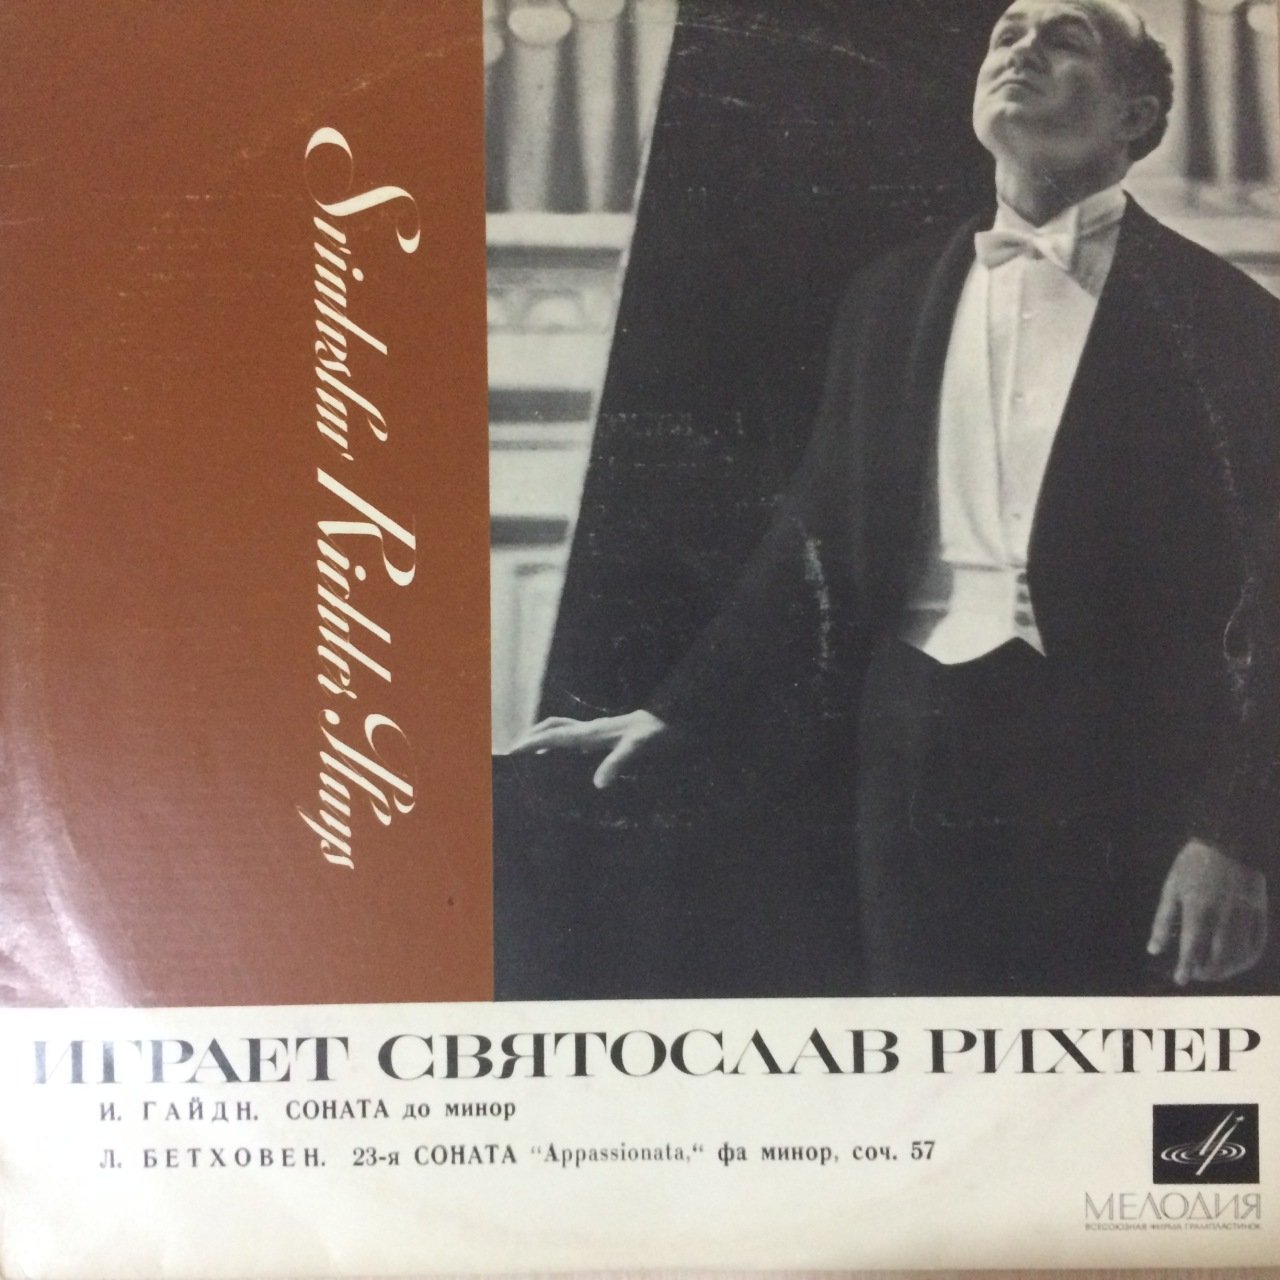 Sviatoslav Richter Plays
ИГРАЕТ СВЯТОСЛАВ РИХТЕР
И. ГАЙДН. СОНАТА до минор
Л. БЕТХОВЕН. 23-я СОНАТА "Appassionata," фа минор, соч. 57
МЕЛОДИЯ
ВСЕСОЮЗНАЯ ФИРМА ГРАМПЛАСТИНОК